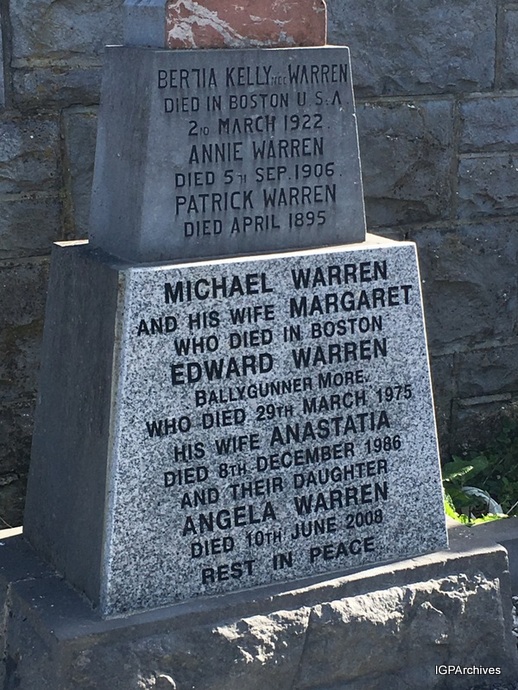 BERTIA KELLY NEE WARREN
DIED IN BOSTON U.S.A
2ND MARCH 1922.
ANNIE WARREN
DIED 5TH SEP. 1906.
PATRICK WARREN
DIED APRIL 1895
MICHAEL WARREN
AND HIS WIFE MARGARET
WHO DIED IN BOSTON
EDWARD WARREN
BALLYGUNNER MORE.
WHO DIED 29TH MARCH 1975
HIS WIFE ANASTATIA
DIED 8TH DECEMBER 1986
AND THEIR DAUGHTER
ANGELA WARREN
DIED 10TH JUNE 2008
REST IN PEACE
IGPArchives